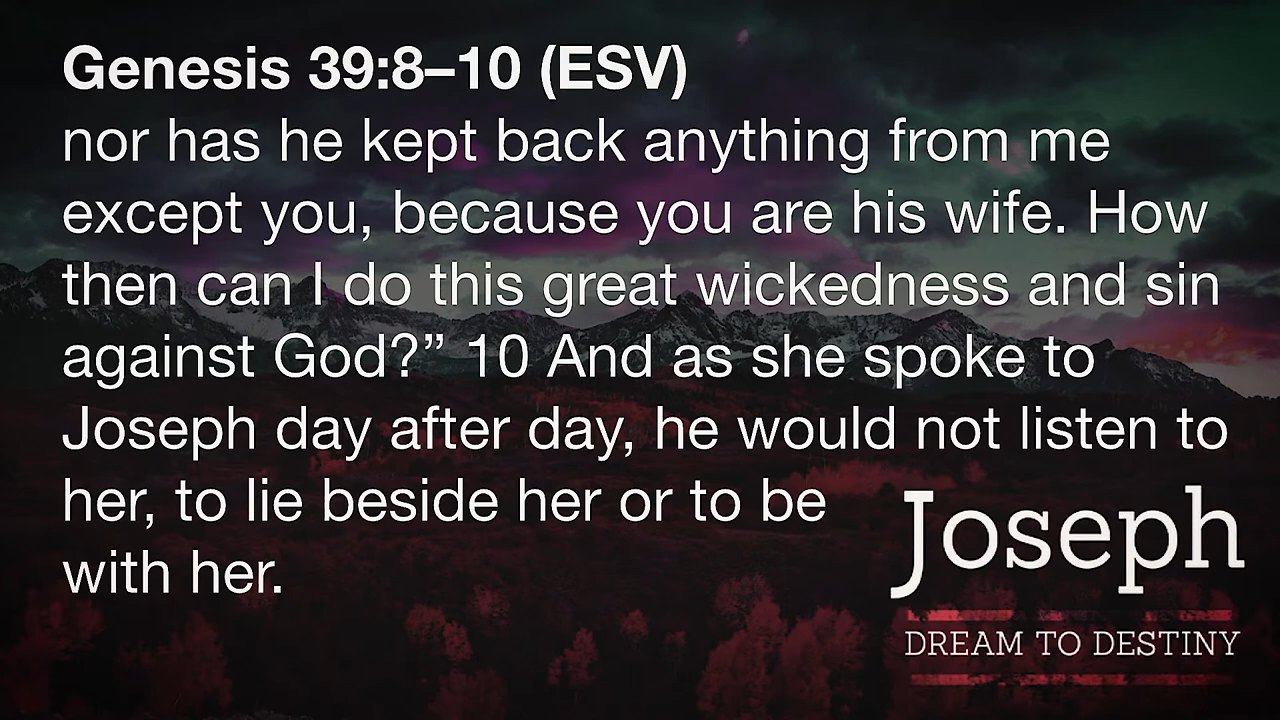 Genesis 39:8–10 (ESV)
nor has he kept back anything from me
except you, because you are his wife. How
then can I do this great wickedness and sin
against God?” 10 And as she spoke to
Joseph day after day, he would not listen to
her, to lie beside her or to be
with her.
Joseph
DREAM TO DESTINY